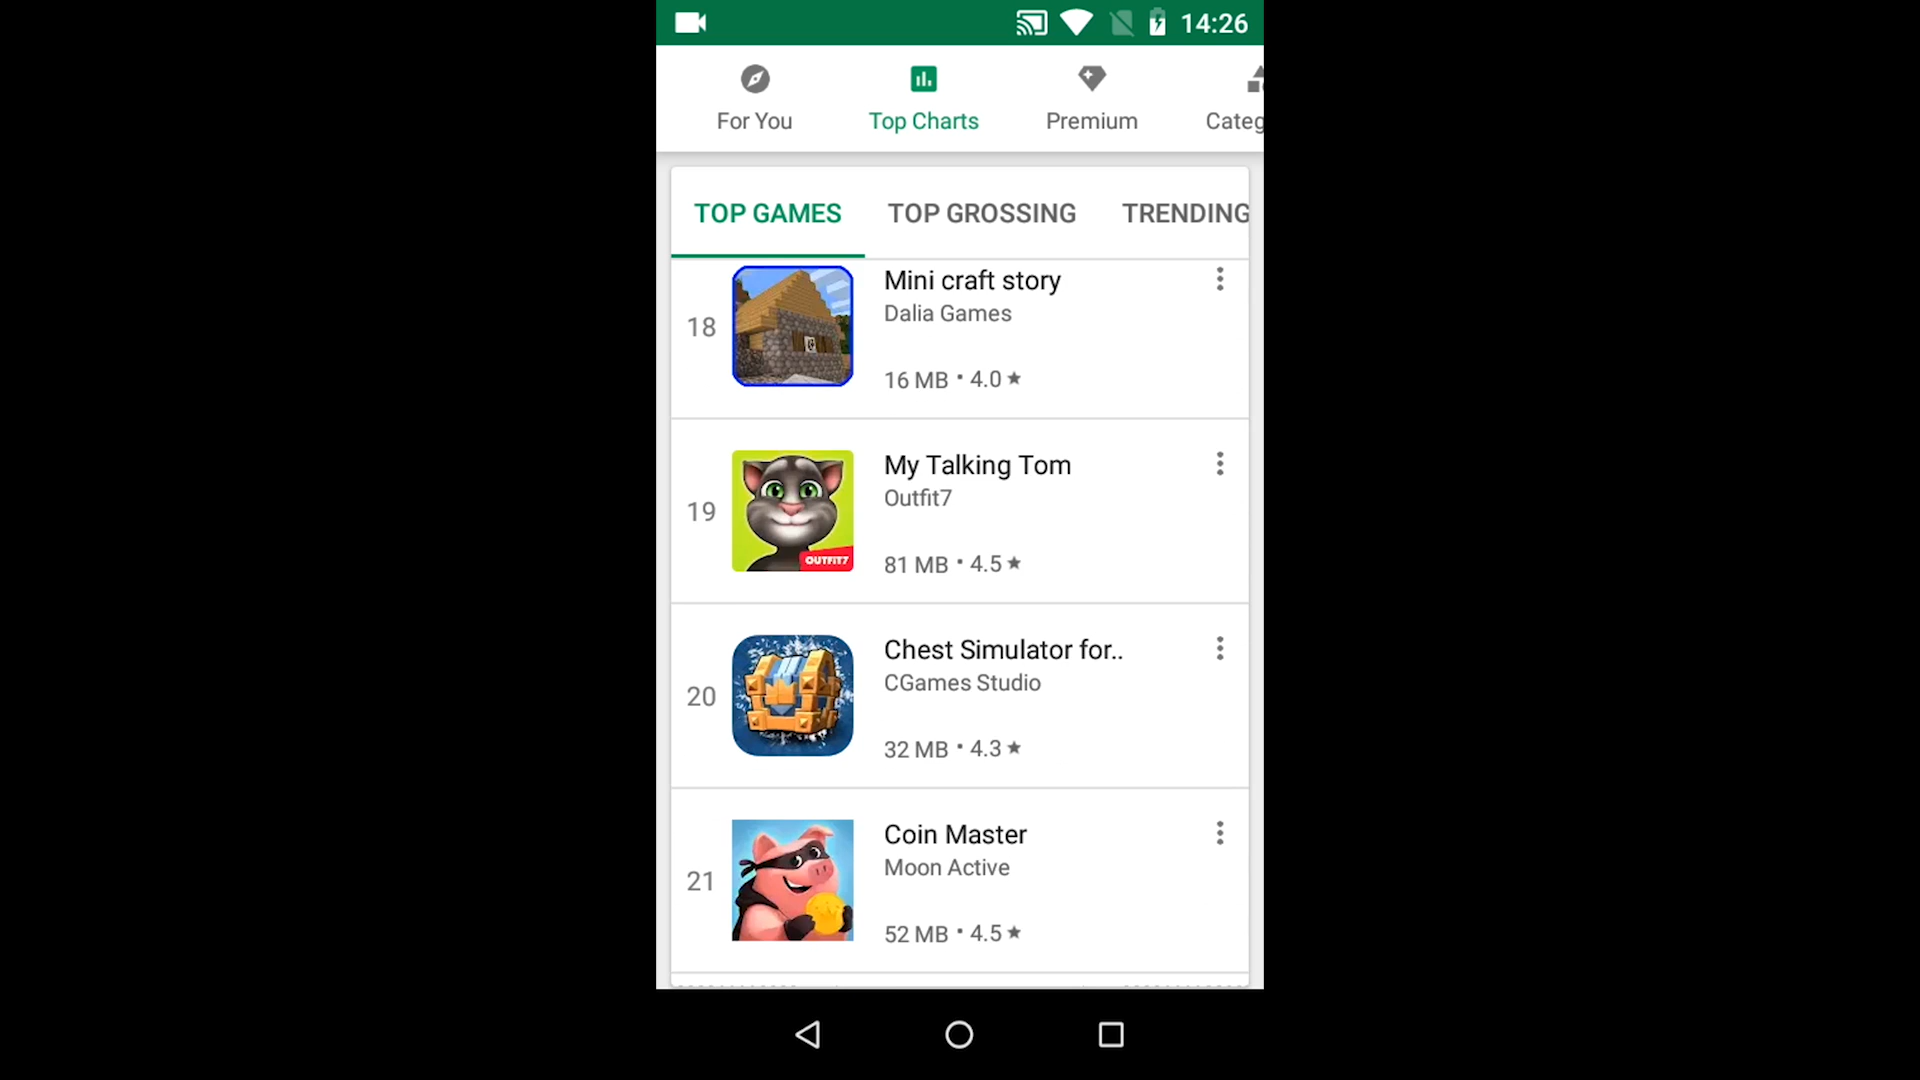 14:26
For You
Top Charts
Premium
Categ
TOP GAMES
TOP GROSSING
TRENDING
18
Mini craft story
Dalia Games
16 MB • 4.0 ★
19
OUTFIT7
My Talking Tom
Outfit7
81 MB • 4.5 ★
20
Chest Simulator for..
CGames Studio
32 MB • 4.3 ★
21
Coin Master
Moon Active
52 MB • 4.5 ★